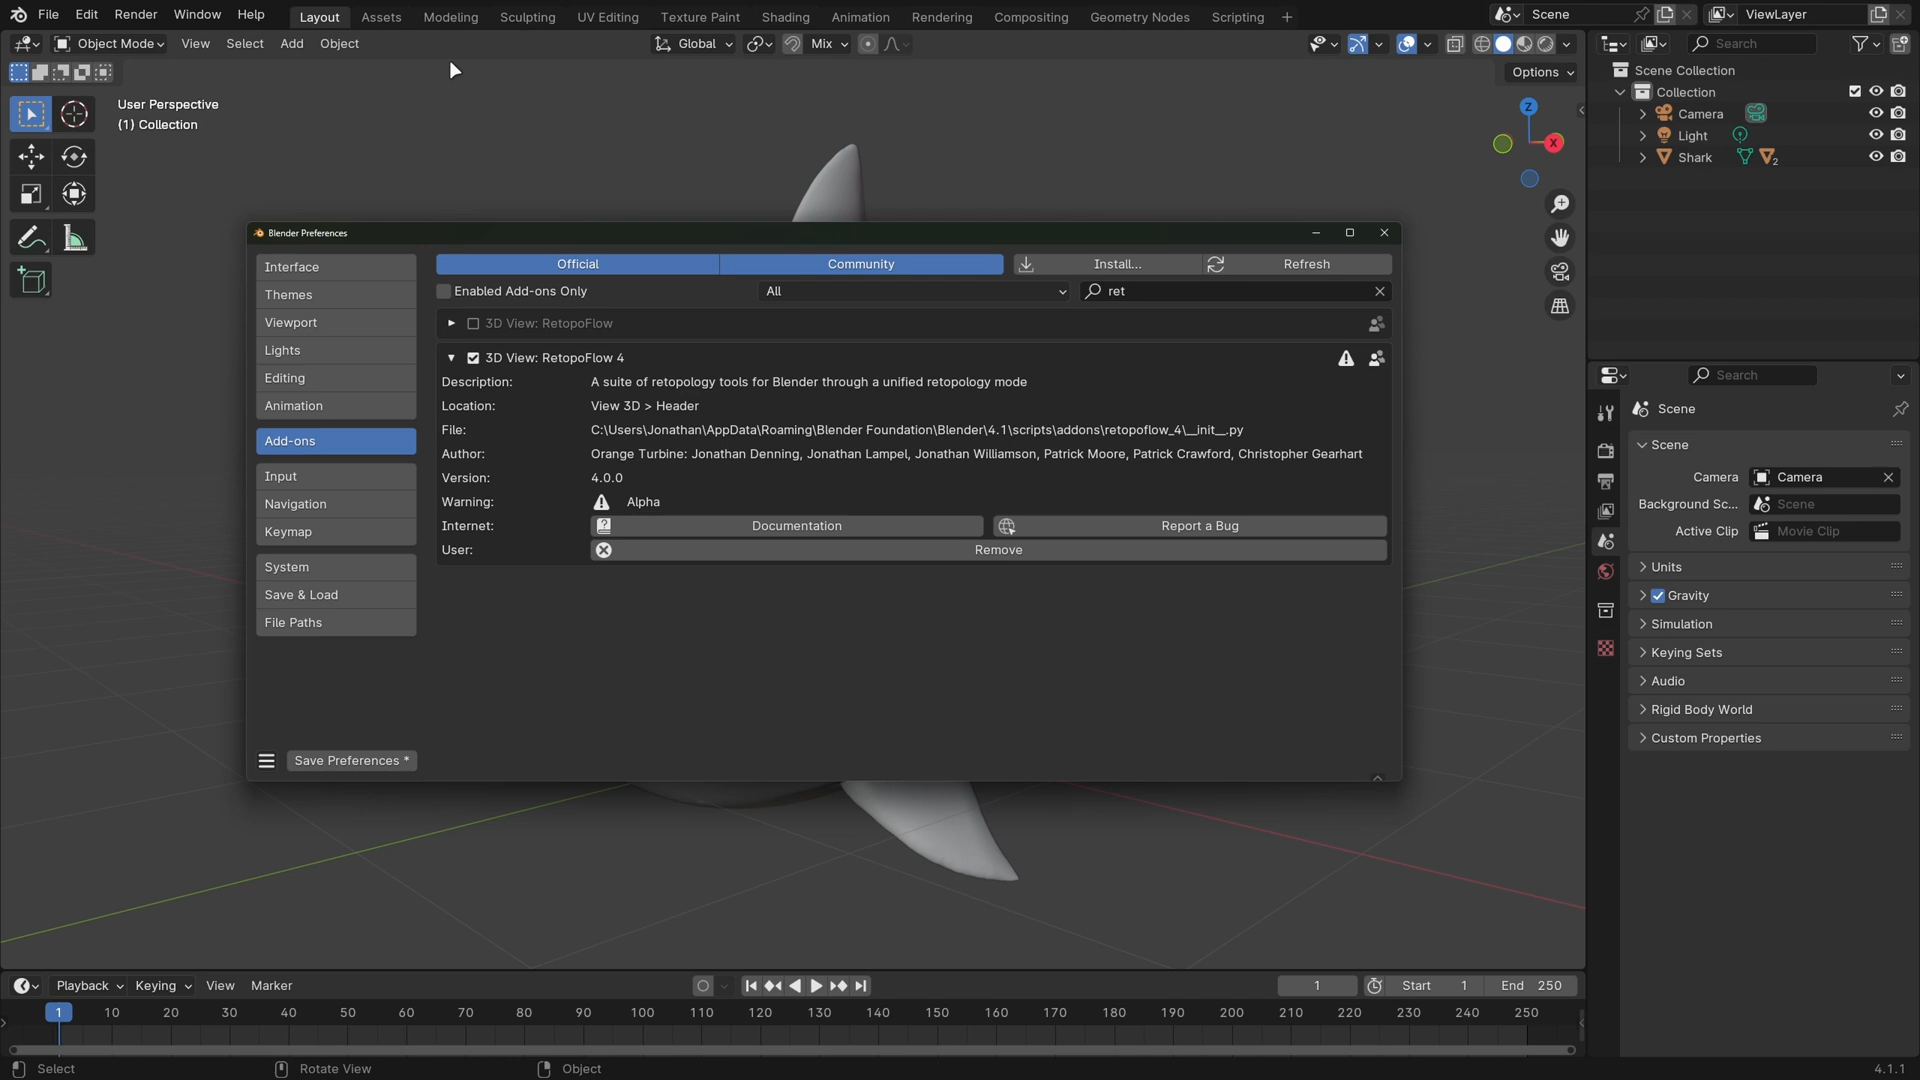 File Edit Render Window Help Layout Assets Modeling Sculpting UV Editing Texture Paint Shading Animation Rendering Compositing Geometry Nodes Scripting + Scene ViewLayer
Object Mode View Select Add Object Global Mix Search
Options
User Perspective
(1) Collection
Z
X
Scene Collection
Collection
Camera
Light
Shark 2
Blender Preferences
Interface
Themes
Viewport
Lights
Editing
Animation
Add-ons
Input
Navigation
Keymap
System
Save & Load
File Paths
Save Preferences *
Official Community Install... Refresh
Enabled Add-ons Only All ret
3D View: RetopoFlow
3D View: RetopoFlow 4
Description: A suite of retopology tools for Blender through a unified retopology mode
Location: View 3D > Header
File: C:\Users\Jonathan\AppData\Roaming\Blender Foundation\Blender\4.1\scripts\addons\retopoflow_4\__init__.py
Author: Orange Turbine: Jonathan Denning, Jonathan Lampel, Jonathan Williamson, Patrick Moore, Patrick Crawford, Christopher Gearhart
Version: 4.0.0
Warning: Alpha
Internet: Documentation Report a Bug
User: Remove
Search
Scene
Scene
Camera Camera
Background Sc... Scene
Active Clip Movie Clip
Units
Gravity
Simulation
Keying Sets
Audio
Rigid Body World
Custom Properties
Playback Keying View Marker 1 Start 1 End 250
1 10 20 30 40 50 60 70 80 90 100 110 120 130 140 150 160 170 180 190 200 210 220 230 240 250
Select Rotate View Object 4.1.1